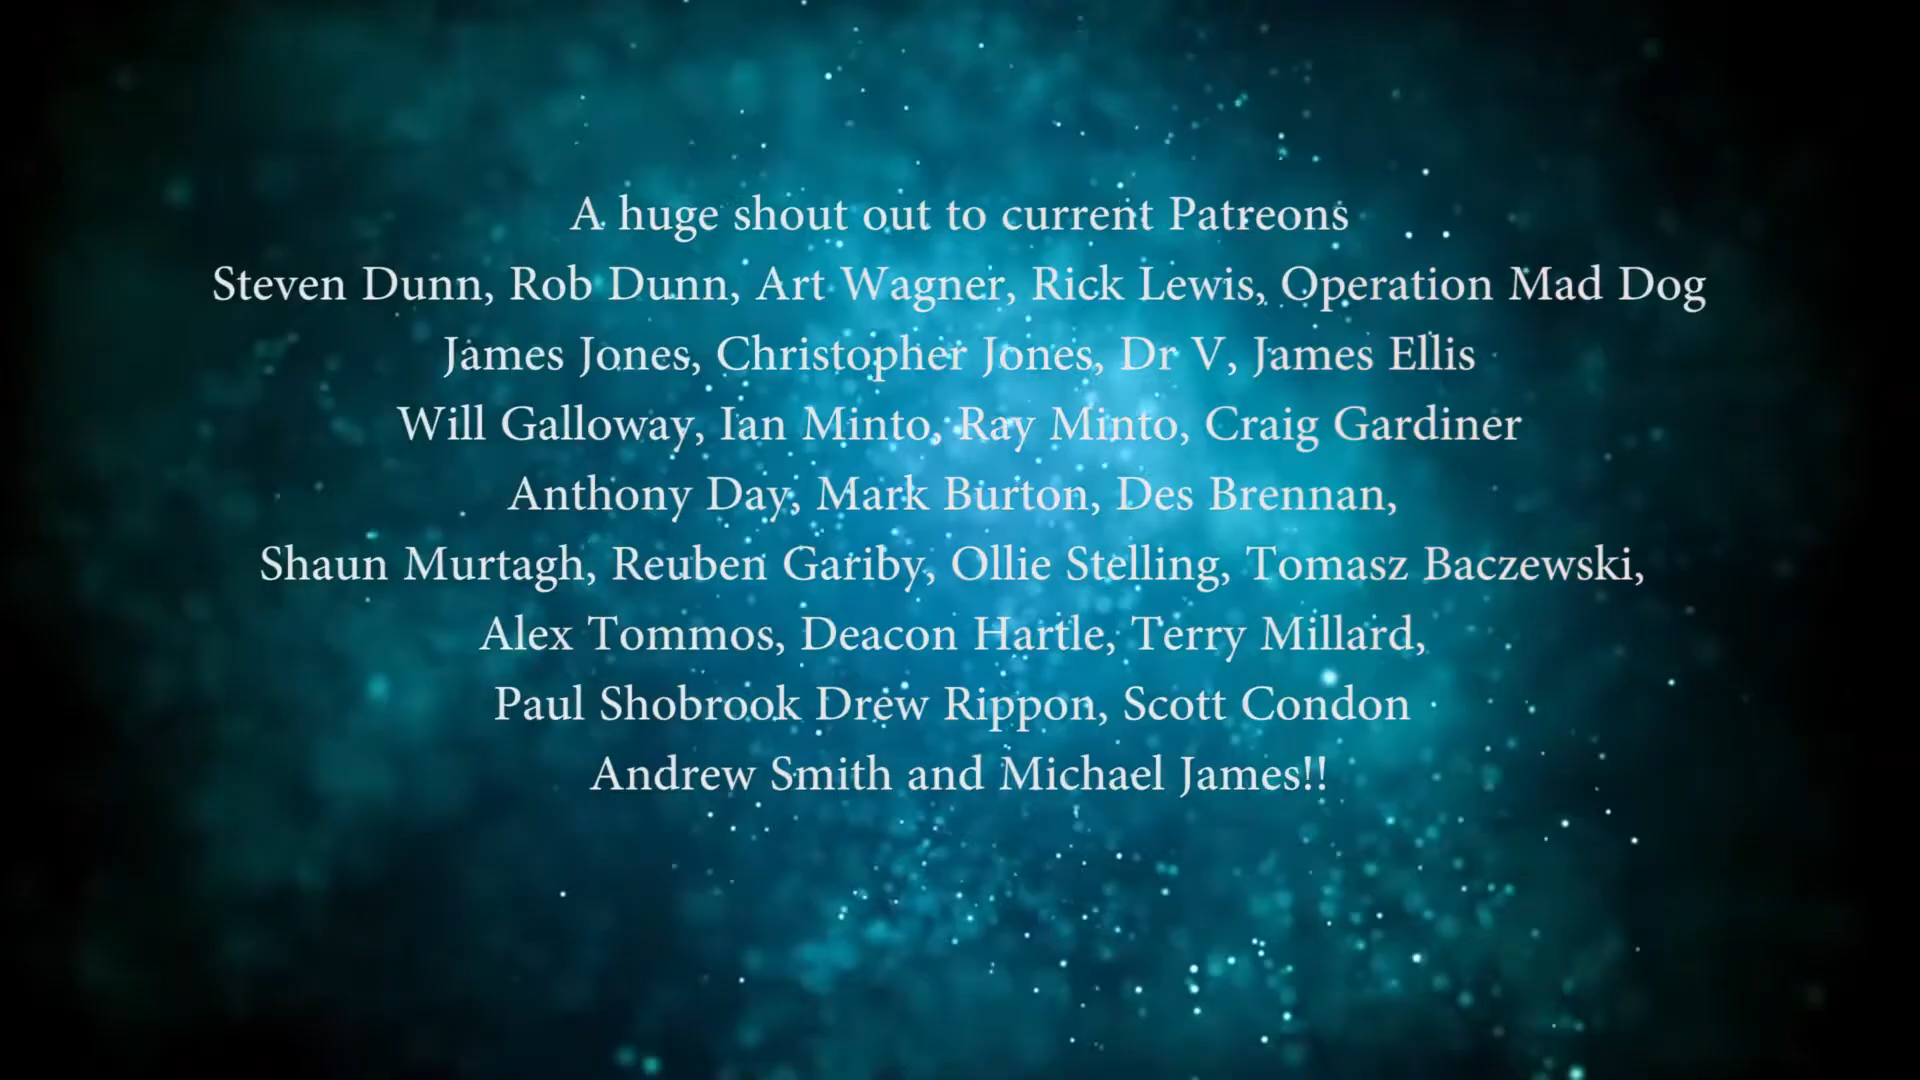 A huge shout out to current Patreons
Steven Dunn, Rob Dunn, Art Wagner, Rick Lewis, Operation Mad Dog
James Jones, Christopher Jones, Dr V, James Ellis
Will Galloway, Ian Minto, Ray Minto, Craig Gardiner
Anthony Day, Mark Burton, Des Brennan,
Shaun Murtagh, Reuben Gariby, Ollie Stelling, Tomasz Baczewski,
Alex Tommos, Deacon Hartle, Terry Millard,
Paul Shobrook Drew Rippon, Scott Condon
Andrew Smith and Michael James!!